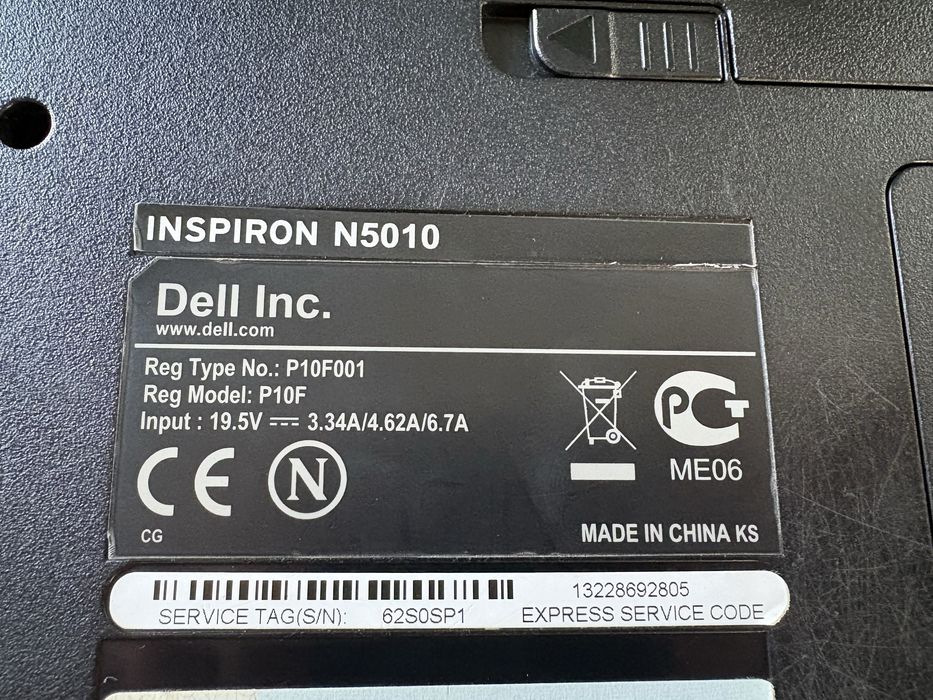 INSPIRON N5010
Dell Inc.
www.dell.com
Reg Type No.: P10F001
Reg Model: P10F
Input : 19.5V ⎓ 3.34A/4.62A/6.7A
CE N
PCT
ME06
CG
MADE IN CHINA KS
13228692805
SERVICE TAG(S/N): 62S0SP1 EXPRESS SERVICE CODE